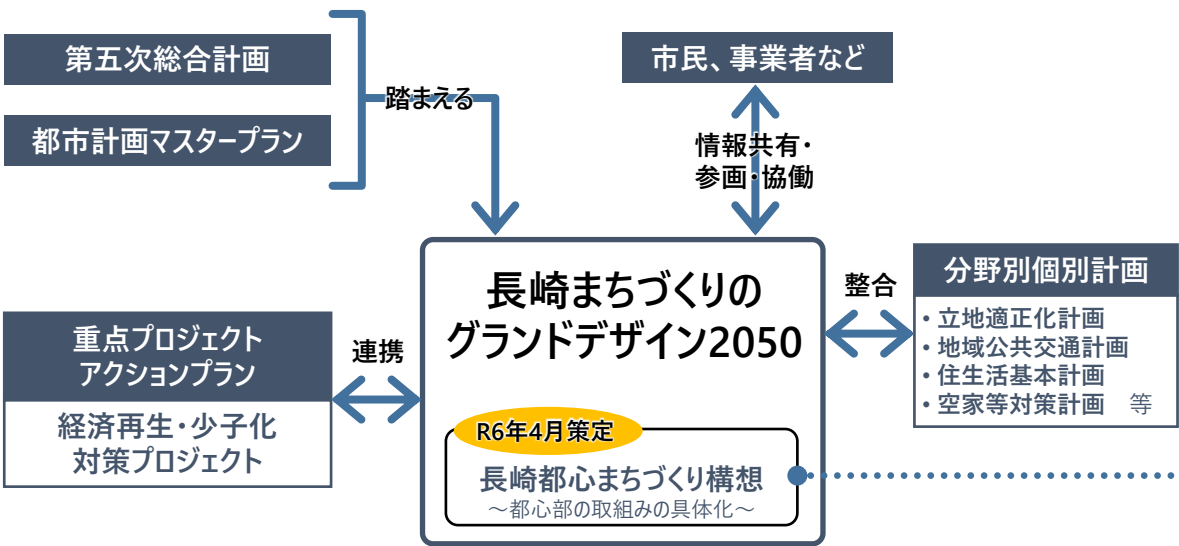 第五次総合計画
都市計画マスタープラン
踏まえる
市民、事業者など
情報共有・
参画・協働
長崎まちづくりの
グランドデザイン2050
R6年4月策定
長崎都心まちづくり構想
～都心部の取組みの具体化～
重点プロジェクト
アクションプラン
経済再生・少子化
対策プロジェクト
連携
整合
分野別個別計画
・立地適正化計画
・地域公共交通計画
・住生活基本計画
・空家等対策計画　等